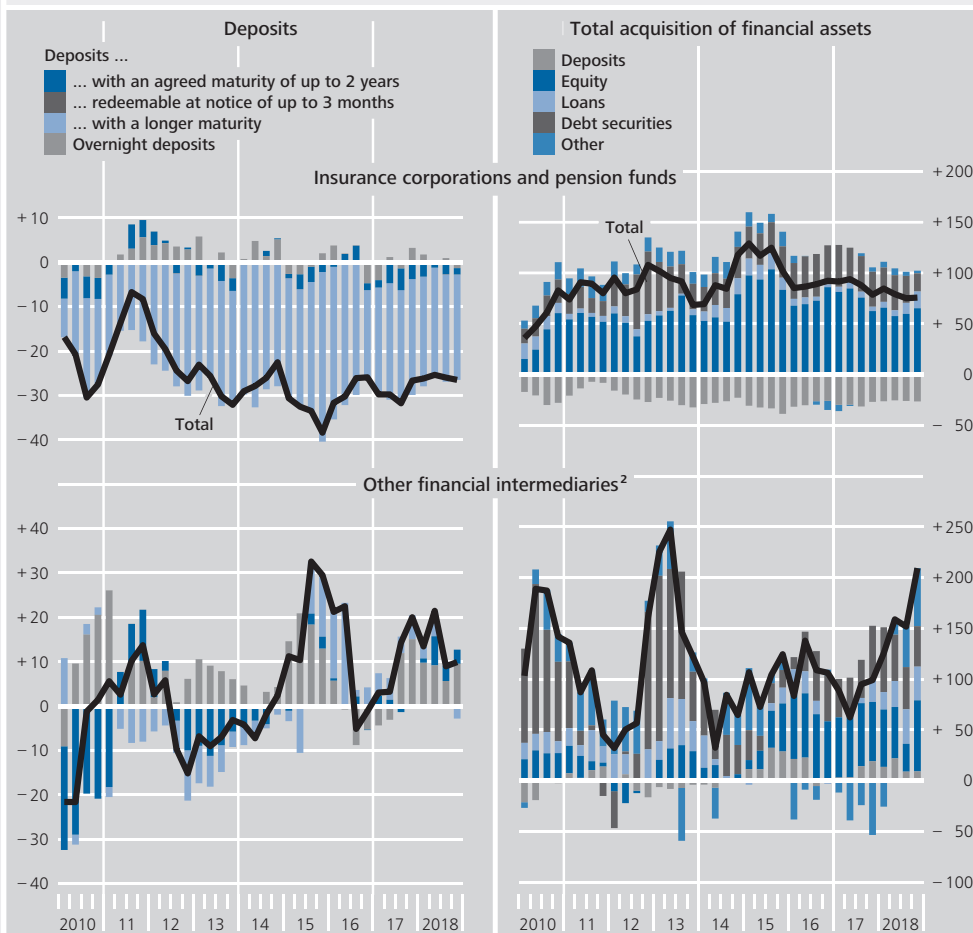 Deposits
Deposits ...
... with an agreed maturity of up to 2 years
... redeemable at notice of up to 3 months
... with a longer maturity
Overnight deposits
Total acquisition of financial assets
Deposits
Equity
Loans
Debt securities
Other
Insurance corporations and pension funds
+ 10
0
– 10
– 20
– 30
– 40
Total
Total
+ 200
+ 150
+ 100
+ 50
0
– 50
Other financial intermediaries²
+ 40
+ 30
+ 20
+ 10
0
– 10
– 20
– 30
– 40
+ 250
+ 200
+ 150
+ 100
+ 50
0
– 50
– 100
2010 11 12 13 14 15 16 17 2018
2010 11 12 13 14 15 16 17 2018